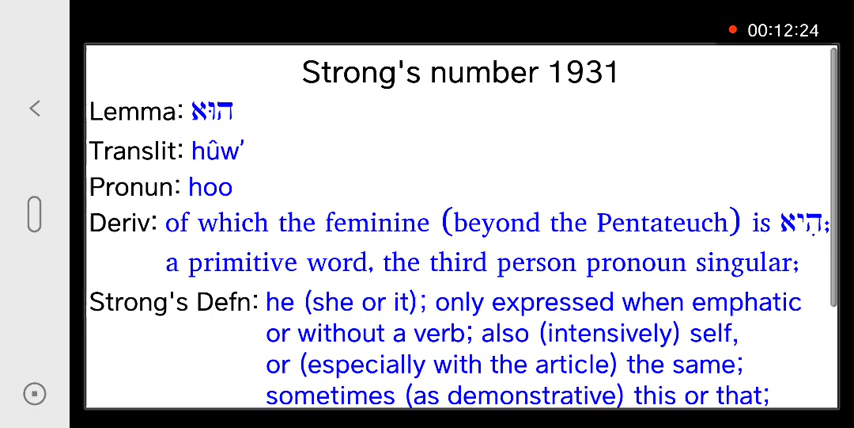 00:12:24
Strong's number 1931
Lemma: הוּא
Translit: hûw'
Pronun: hoo
Deriv: of which the feminine (beyond the Pentateuch) is הִיא;
a primitive word, the third person pronoun singular;
Strong's Defn: he (she or it); only expressed when emphatic
or without a verb; also (intensively) self,
or (especially with the article) the same;
sometimes (as demonstrative) this or that;